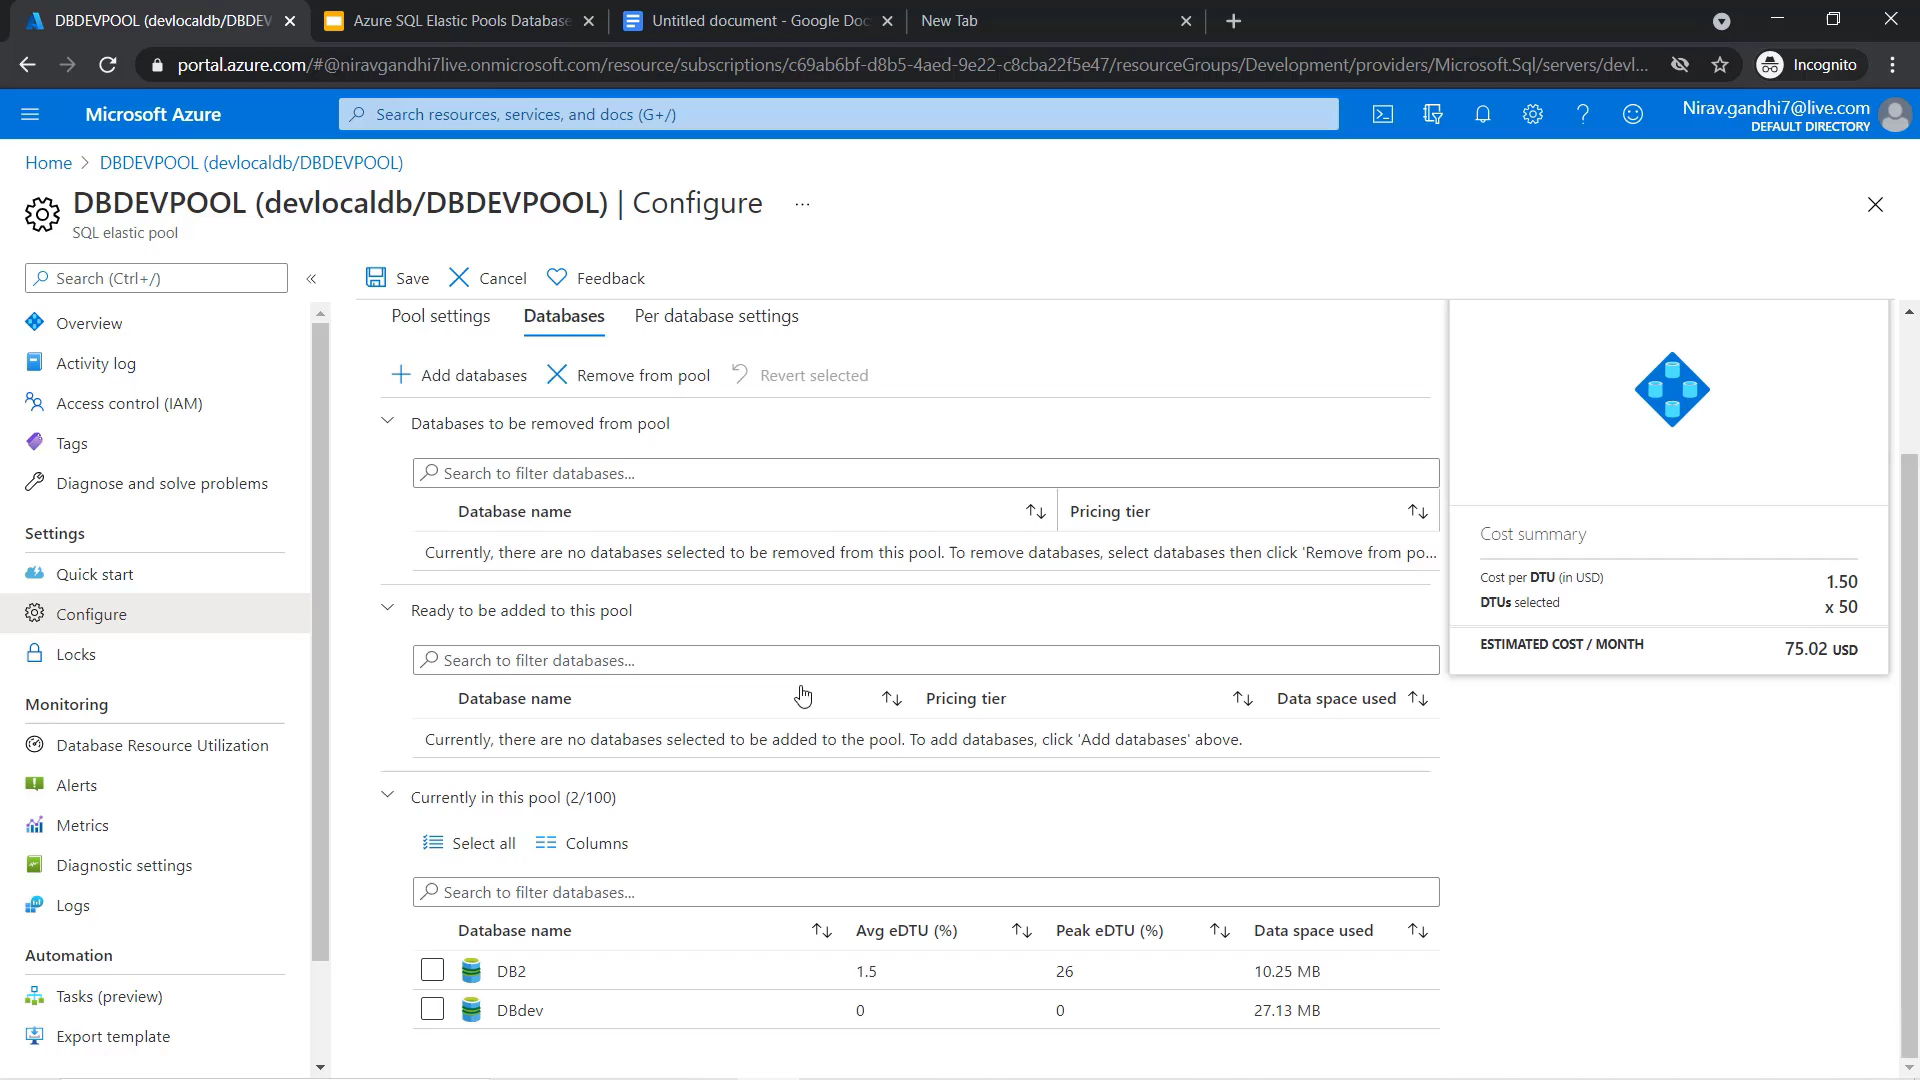 DBDEVPOOL (devlocaldb/DBDEV
Azure SQL Elastic Pools Database
Untitled document - Google Doc
New Tab
portal.azure.com/#@niravgandhi7live.onmicrosoft.com/resource/subscriptions/c69ab6bf-d8b5-4aed-9e22-c8cba22f5e47/resourceGroups/Development/providers/Microsoft.Sql/servers/devl...
Incognito
Microsoft Azure
Search resources, services, and docs (G+/)
Nirav.gandhi7@live.com
DEFAULT DIRECTORY
Home > DBDEVPOOL (devlocaldb/DBDEVPOOL)
DBDEVPOOL (devlocaldb/DBDEVPOOL) | Configure ...
SQL elastic pool
Search (Ctrl+/)
«
Overview
Activity log
Access control (IAM)
Tags
Diagnose and solve problems
Settings
Quick start
Configure
Locks
Monitoring
Database Resource Utilization
Alerts
Metrics
Diagnostic settings
Logs
Automation
Tasks (preview)
Export template
Save
Cancel
Feedback
Pool settings
Databases
Per database settings
Add databases
Remove from pool
Revert selected
Databases to be removed from pool
Search to filter databases...
Database name
Pricing tier
Currently, there are no databases selected to be removed from this pool. To remove databases, select databases then click 'Remove from po...
Ready to be added to this pool
Search to filter databases...
Database name
Pricing tier
Data space used
Currently, there are no databases selected to be added to the pool. To add databases, click 'Add databases' above.
Currently in this pool (2/100)
Select all
Columns
Search to filter databases...
Database name
Avg eDTU (%)
Peak eDTU (%)
Data space used
DB2 1.5 26 10.25 MB
DBdev 0 0 27.13 MB
Cost summary
Cost per DTU (in USD) 1.50
DTUs selected x 50
ESTIMATED COST / MONTH 75.02 USD